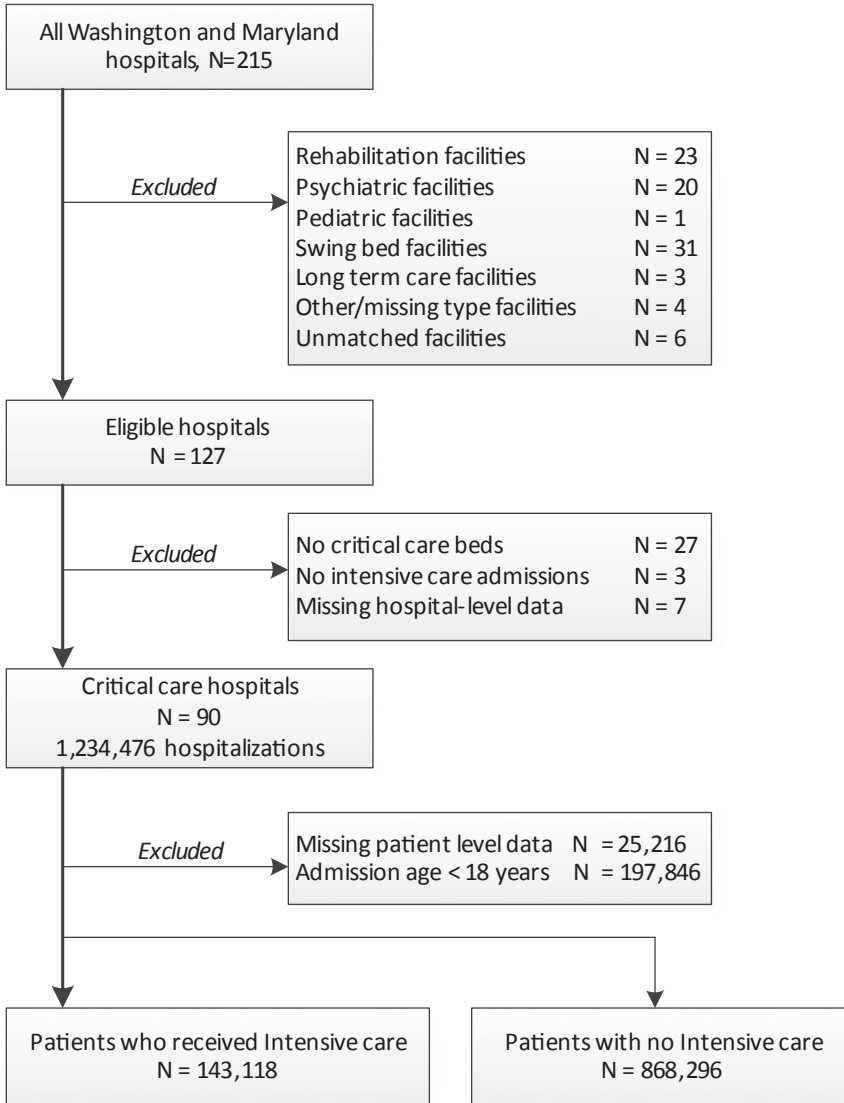 All Washington and Maryland
hospitals, N=215
Excluded
Rehabilitation facilities N = 23
Psychiatric facilities N = 20
Pediatric facilities N = 1
Swing bed facilities N = 31
Long term care facilities N = 3
Other/missing type facilities N = 4
Unmatched facilities N = 6
Eligible hospitals
N = 127
Excluded
No critical care beds N = 27
No intensive care admissions N = 3
Missing hospital-level data N = 7
Critical care hospitals
N = 90
1,234,476 hospitalizations
Excluded
Missing patient level data N = 25,216
Admission age < 18 years N = 197,846
Patients who received Intensive care
N = 143,118
Patients with no Intensive care
N = 868,296